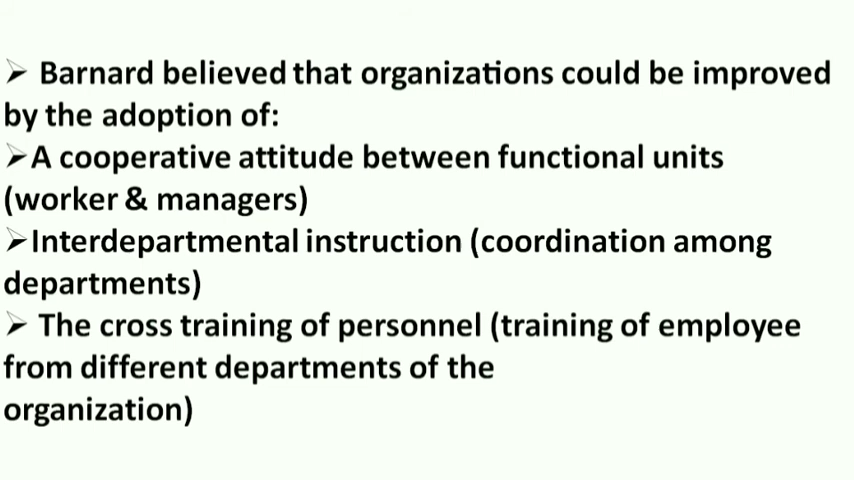 ➢ Barnard believed that organizations could be improved
by the adoption of:
➢A cooperative attitude between functional units
(worker & managers)
➢Interdepartmental instruction (coordination among
departments)
➢ The cross training of personnel (training of employee
from different departments of the
organization)